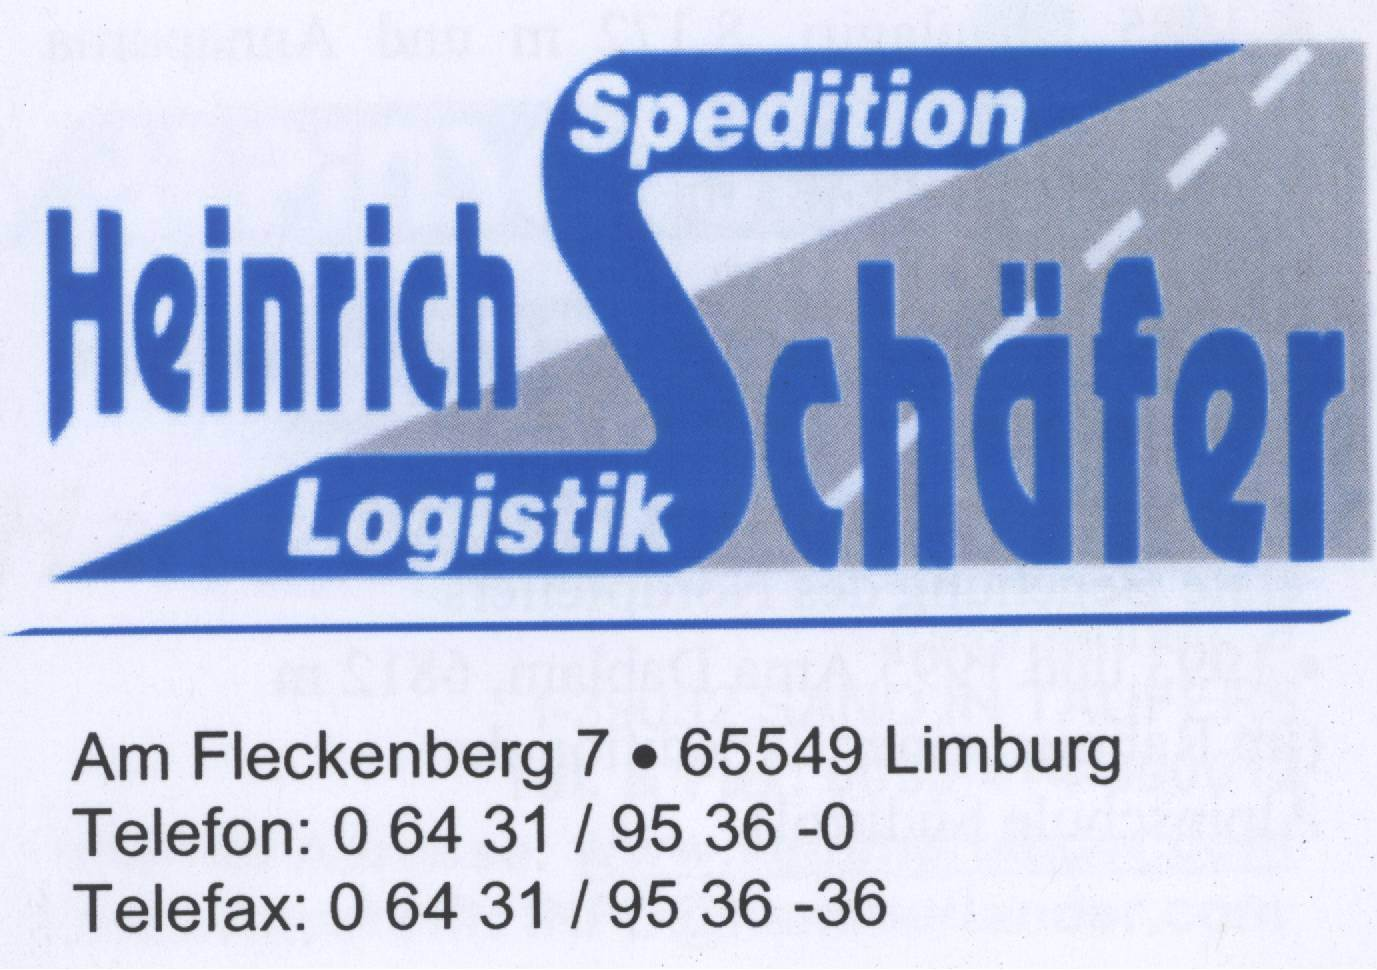 Spedition
Heinrich Schäfer
Logistik
Am Fleckenberg 7 • 65549 Limburg
Telefon: 0 64 31 / 95 36 -0
Telefax: 0 64 31 / 95 36 -36